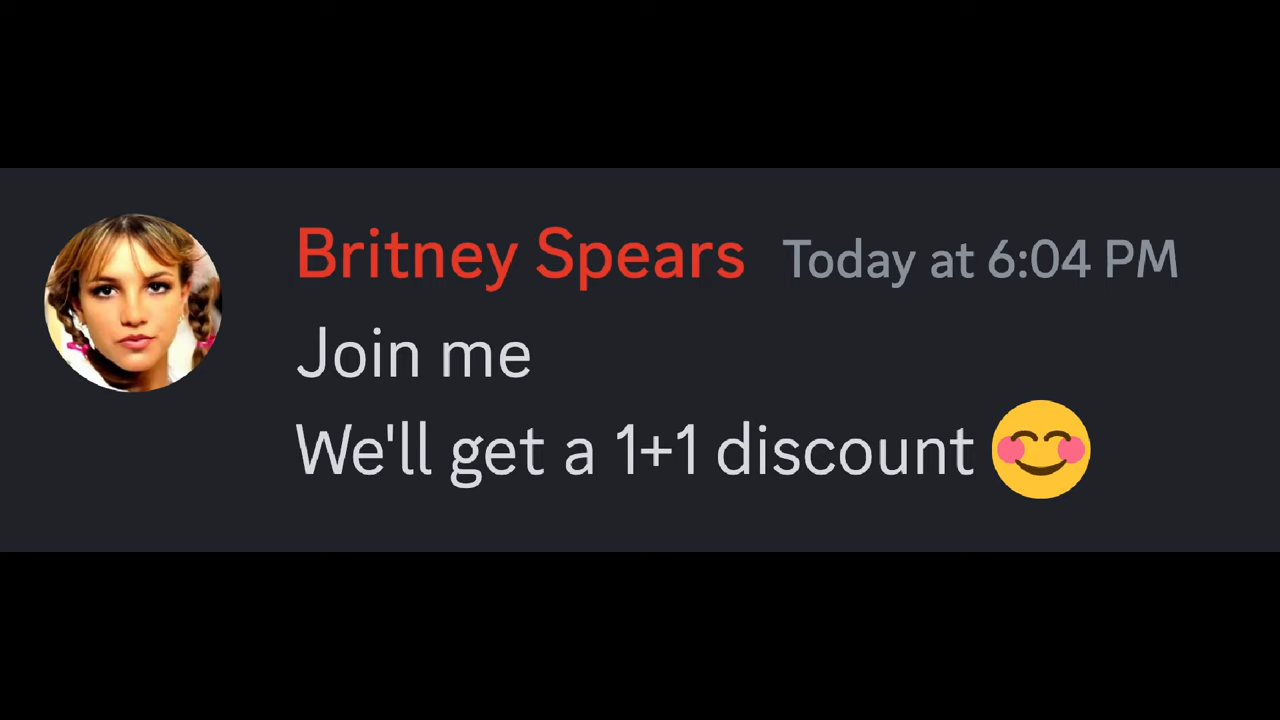 Britney Spears Today at 6:04 PM
Join me
We'll get a 1+1 discount 😊